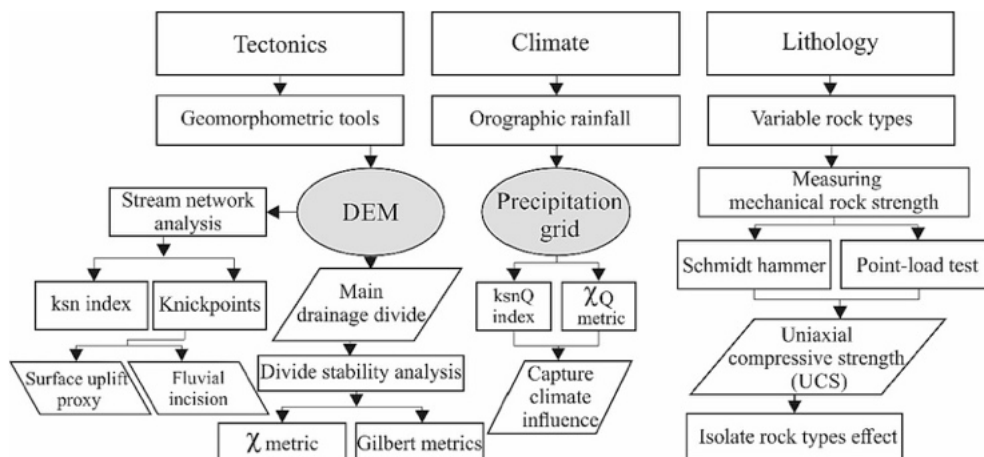 Tectonics
Climate
Lithology
Geomorphometric tools
Orographic rainfall
Variable rock types
Stream network
analysis
DEM
Precipitation
grid
Measuring
mechanical rock strength
ksn index
Knickpoints
Main
drainage divide
ksnQ
index
χQ
metric
Schmidt hammer
Point-load test
Surface uplift
proxy
Fluvial
incision
Divide stability analysis
Capture
climate
influence
Uniaxial
compressive strength
(UCS)
χ metric
Gilbert metrics
Isolate rock types effect